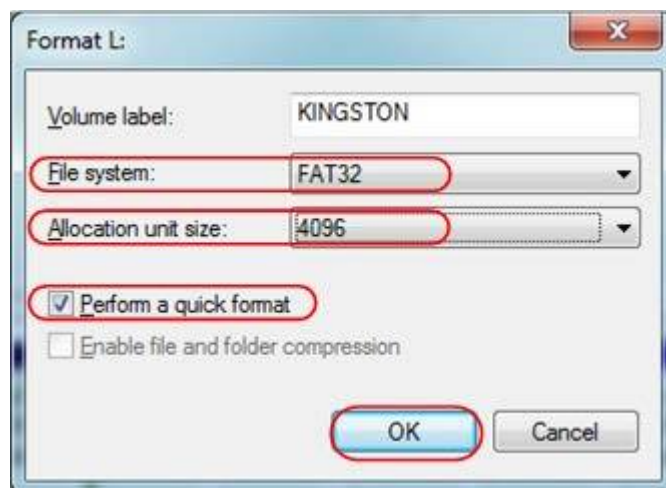 Format L:
Volume label: KINGSTON
File system: FAT32
Allocation unit size: 4096
Perform a quick format
Enable file and folder compression
OK Cancel